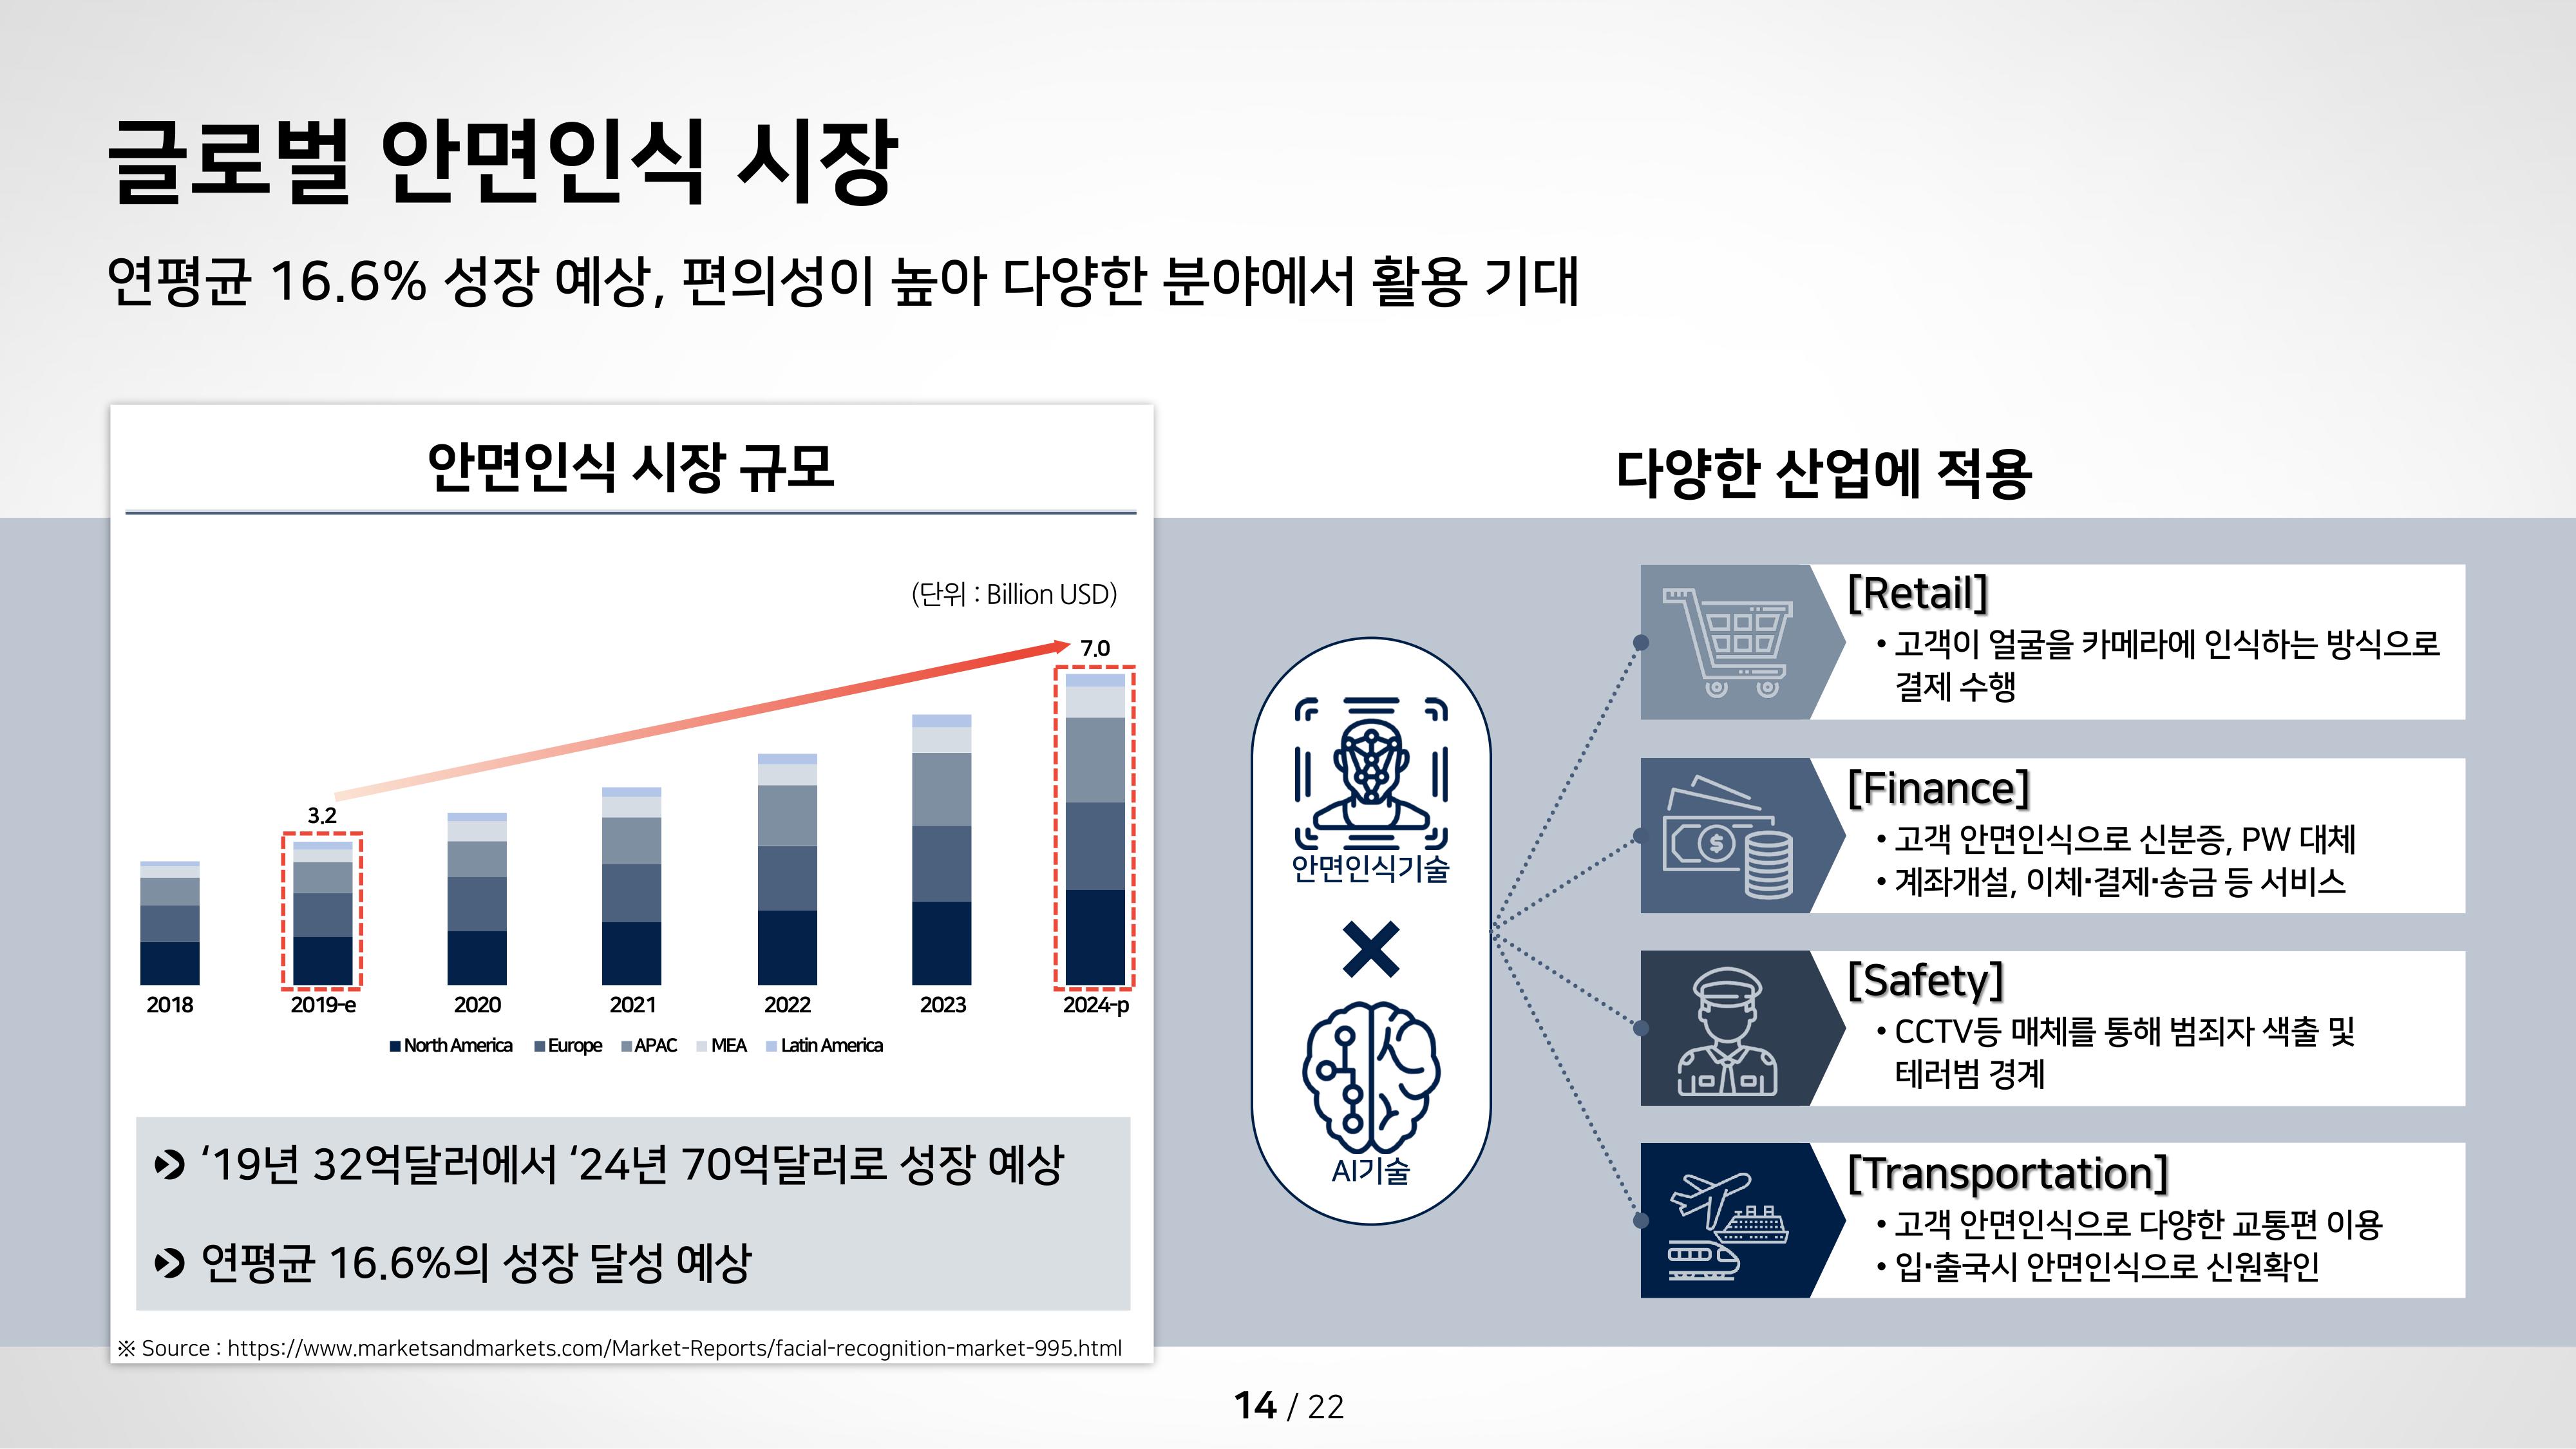 글로벌 안면인식 시장
연평균 16.6% 성장 예상, 편의성이 높아 다양한 분야에서 활용 기대
안면인식 시장 규모
(단위 : Billion USD)
3.2
7.0
2018
2019-e
2020
2021
2022
2023
2024-p
North America
Europe
APAC
MEA
Latin America
‘19년 32억달러에서 ‘24년 70억달러로 성장 예상
연평균 16.6%의 성장 달성 예상
※ Source : https://www.marketsandmarkets.com/Market-Reports/facial-recognition-market-995.html
다양한 산업에 적용
안면인식기술
AI기술
[Retail]
• 고객이 얼굴을 카메라에 인식하는 방식으로
결제 수행
[Finance]
• 고객 안면인식으로 신분증, PW 대체
• 계좌개설, 이체·결제·송금 등 서비스
[Safety]
• CCTV등 매체를 통해 범죄자 색출 및
테러범 경계
[Transportation]
• 고객 안면인식으로 다양한 교통편 이용
• 입·출국시 안면인식으로 신원확인
14 / 22